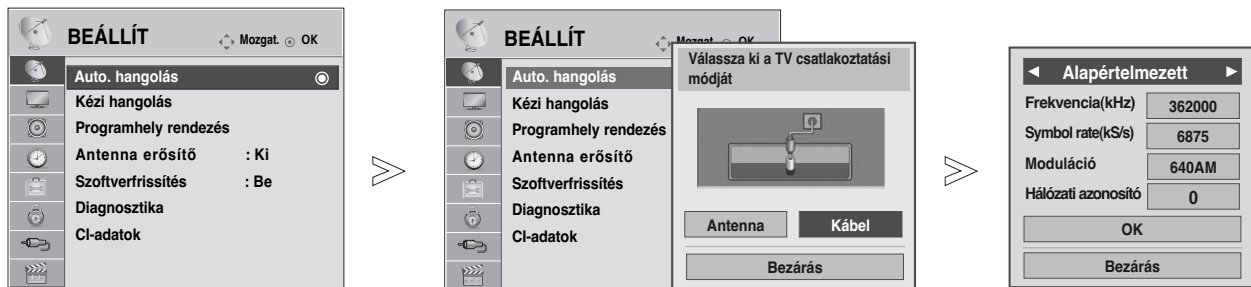 BEÁLLÍT
Mozgat. OK
Auto. hangolás
Kézi hangolás
Programhely rendezés
Antenna erősítő : Ki
Szoftverfrissítés : Be
Diagnosztika
CI-adatok
BEÁLLÍT
Mozgat. OK
Auto. hangolás
Kézi hangolás
Programhely rendezés
Antenna erősítő
Szoftverfrissítés
Diagnosztika
CI-adatok
Válassza ki a TV csatlakoztatási
módját
Antenna Kábel
Bezárás
◄ Alapértelmezett ►
Frekvencia(kHz) 362000
Symbol rate(kS/s) 6875
Moduláció 640AM
Hálózati azonosító 0
OK
Bezárás